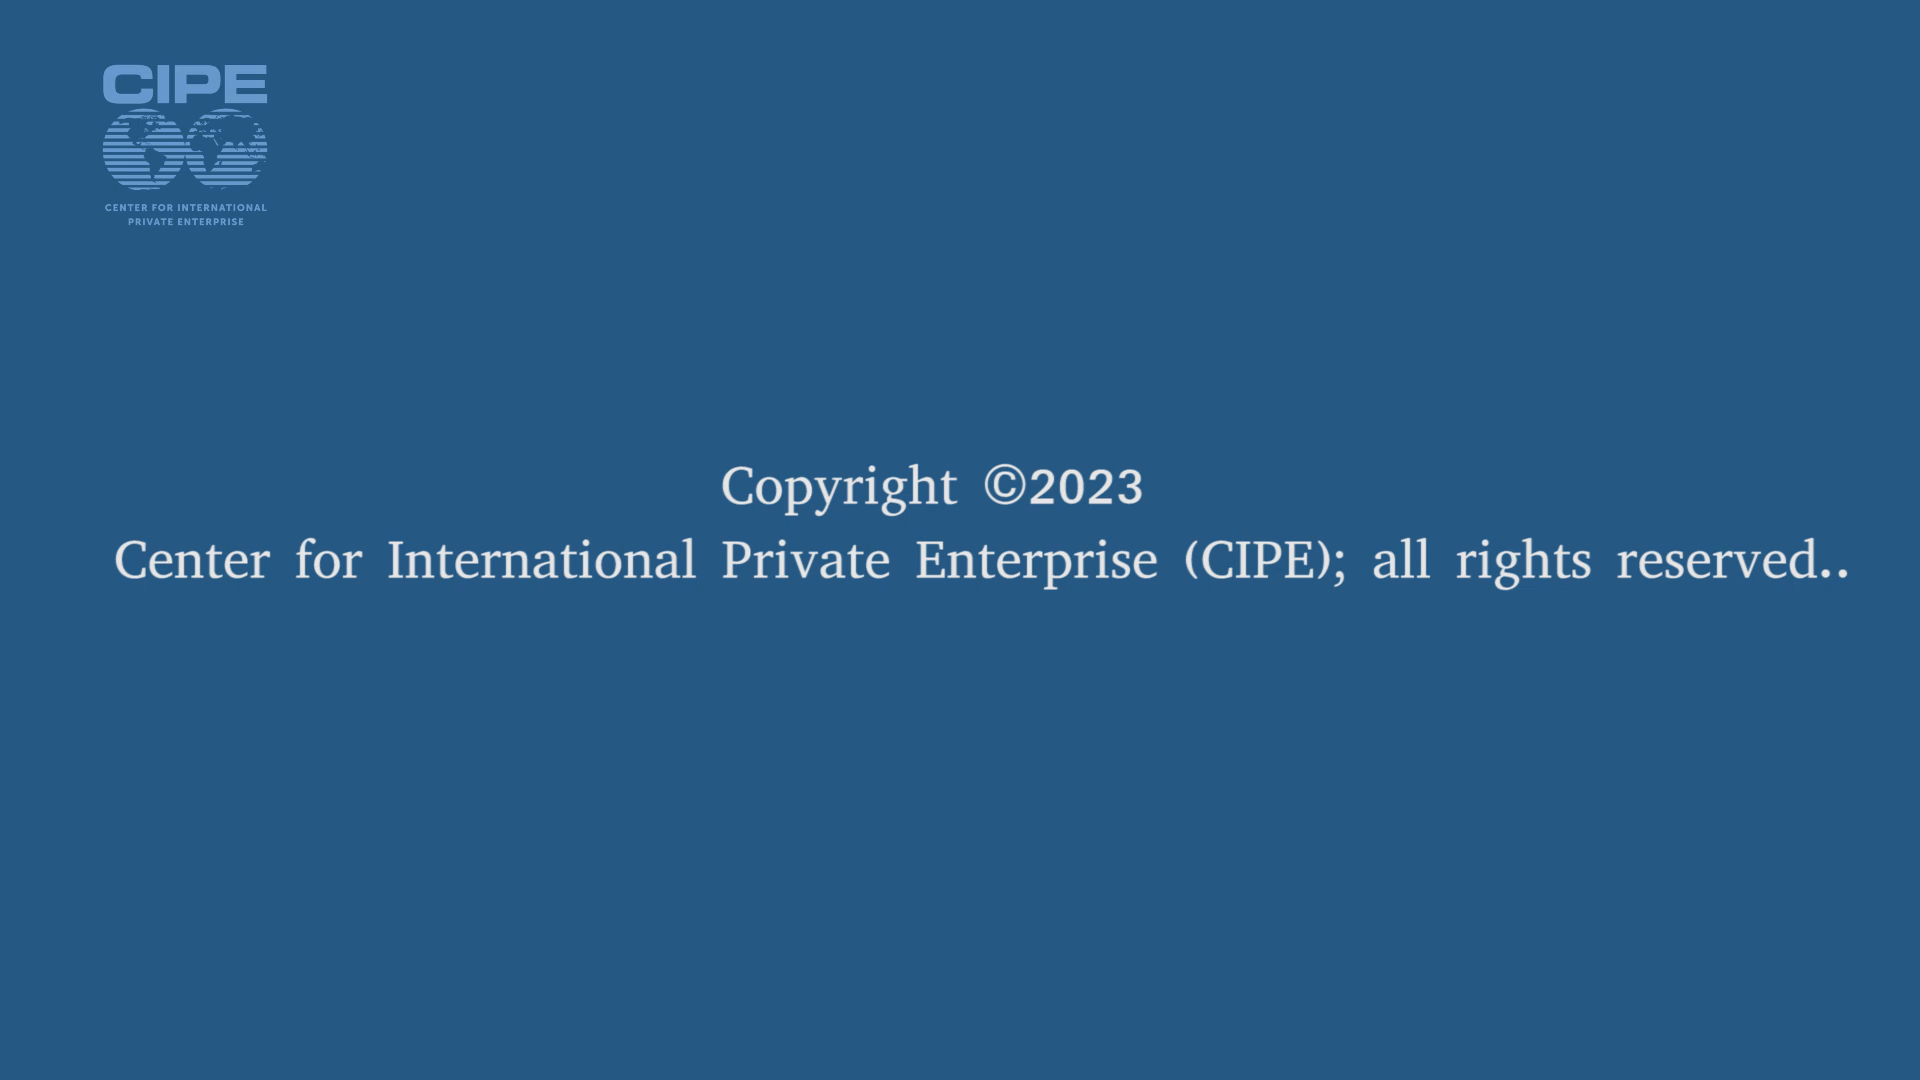 CIPE
CENTER FOR INTERNATIONAL
PRIVATE ENTERPRISE
Copyright ©2023
Center for International Private Enterprise (CIPE); all rights reserved..